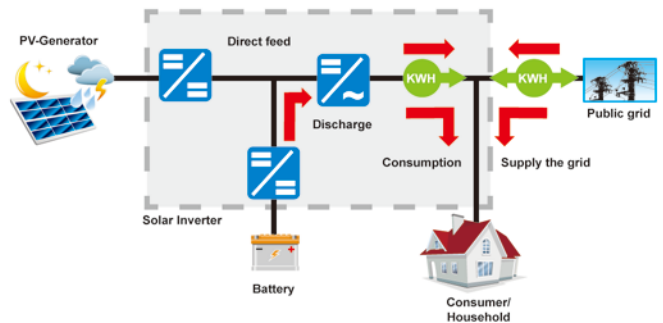 PV-Generator
Direct feed
KWH
KWH
Public grid
Discharge
Consumption
Supply the grid
Solar Inverter
Battery
Consumer/
Household